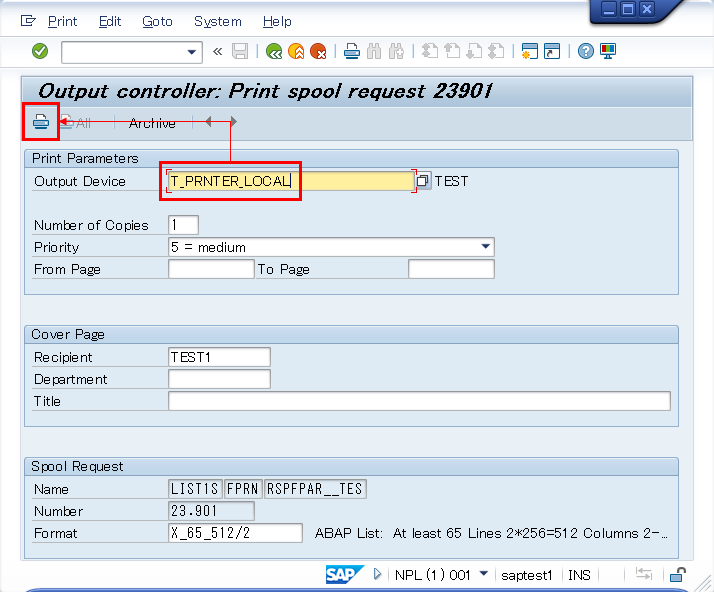 Print Edit Goto System Help
«
Output controller: Print spool request 23901
All Archive
Print Parameters
Output Device T_PRNTER_LOCAL TEST
Number of Copies 1
Priority 5 = medium
From Page To Page
Cover Page
Recipient TEST1
Department
Title
Spool Request
Name LIST1S FPRN RSPFPAR__TES
Number 23.901
Format X_65_512/2 ABAP List: At least 65 Lines 2*256=512 Columns 2-...
SAP NPL (1) 001 saptest1 INS